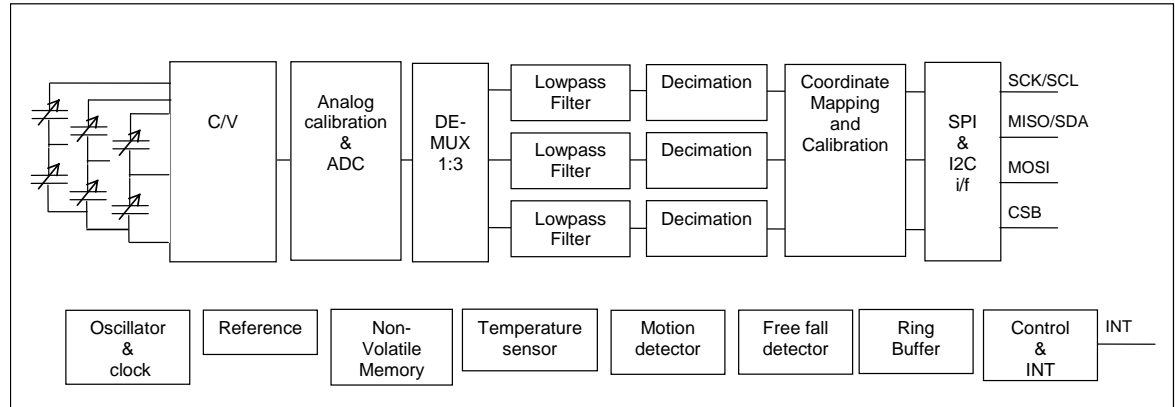 C/V
Analog
calibration
&
ADC
DE-
MUX
1:3
Lowpass
Filter
Decimation
Lowpass
Filter
Decimation
Lowpass
Filter
Decimation
Coordinate
Mapping
and
Calibration
SPI
&
I2C
i/f
SCK/SCL
MISO/SDA
MOSI
CSB
Oscillator
&
clock
Reference
Non-
Volatile
Memory
Temperature
sensor
Motion
detector
Free fall
detector
Ring
Buffer
Control
&
INT
INT